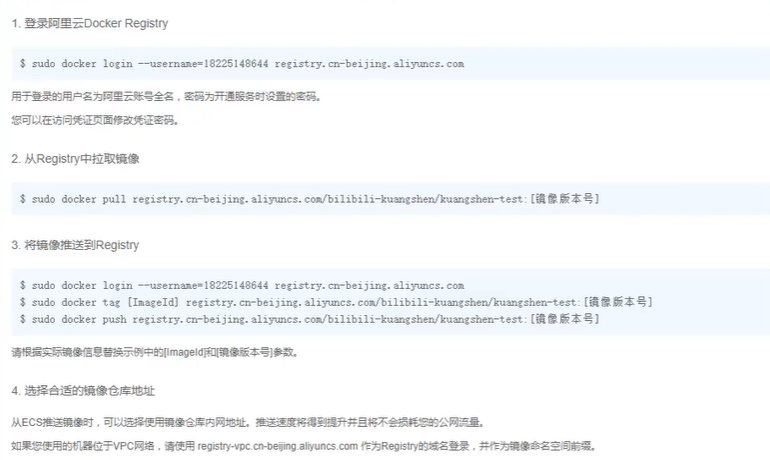 1. 登录阿里云Docker Registry
$ sudo docker login --username=18225148644 registry.cn-beijing.aliyuncs.com
用于登录的用户名为阿里云账号全名，密码为开通服务时设置的密码。
您可以在访问凭证页面修改凭证密码。
2. 从Registry中拉取镜像
$ sudo docker pull registry.cn-beijing.aliyuncs.com/bilibili-kuangshen/kuangshen-test:[镜像版本号]
3. 将镜像推送到Registry
$ sudo docker login --username=18225148644 registry.cn-beijing.aliyuncs.com
$ sudo docker tag [ImageId] registry.cn-beijing.aliyuncs.com/bilibili-kuangshen/kuangshen-test:[镜像版本号]
$ sudo docker push registry.cn-beijing.aliyuncs.com/bilibili-kuangshen/kuangshen-test:[镜像版本号]
请根据实际镜像信息替换示例中的[ImageId]和[镜像版本号]参数。
4. 选择合适的镜像仓库地址
从ECS推送镜像时，可以选择使用镜像仓库内网地址。推送速度将得到提升并且将不会损耗您的公网流量。
如果您使用的机器位于VPC网络，请使用 registry-vpc.cn-beijing.aliyuncs.com 作为Registry的域名登录，并作为镜像命名空间前缀。